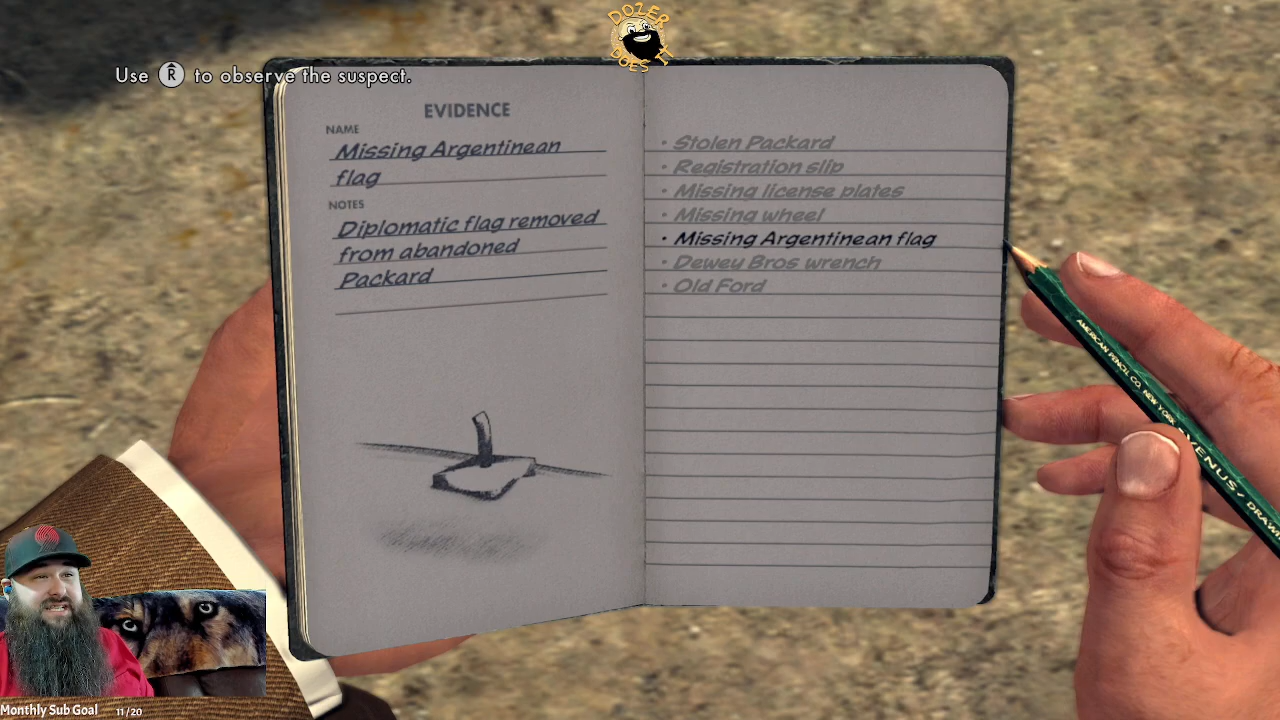 DOZER
DOES IT
Use R to observe the suspect.
EVIDENCE
NAME
Missing Argentinean
flag
NOTES
Diplomatic flag removed
from abandoned
Packard
• Stolen Packard
• Registration slip
• Missing license plates
• Missing wheel
• Missing Argentinean flag
• Dewey Bros wrench
• Old Ford
AMERICAN PENCIL CO. NEW YORK
VENUS
DRAWI
Monthly Sub Goal 11/20